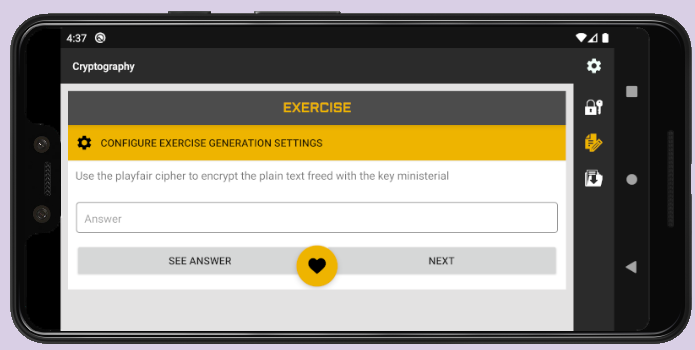 4:37
Cryptography
EXERCISE
CONFIGURE EXERCISE GENERATION SETTINGS
Use the playfair cipher to encrypt the plain text freed with the key ministerial
Answer
SEE ANSWER
NEXT